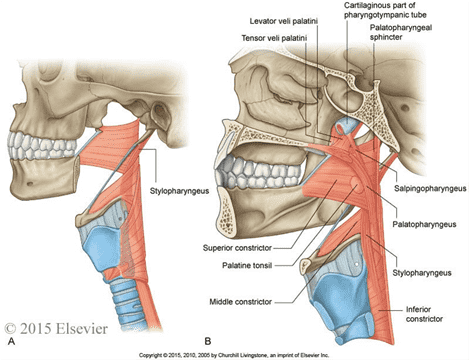 Cartilaginous part of
pharyngotympanic tube
Levator veli palatini
Palatopharyngeal
sphincter
Tensor veli palatini
Stylopharyngeus
Salpingopharyngeus
Palatopharyngeus
Superior constrictor
Palatine tonsil
Stylopharyngeus
Middle constrictor
Inferior
constrictor
© 2015 Elsevier
A
B
Copyright © 2015, 2010, 2005 by Churchill Livingstone, an imprint of Elsevier Inc.